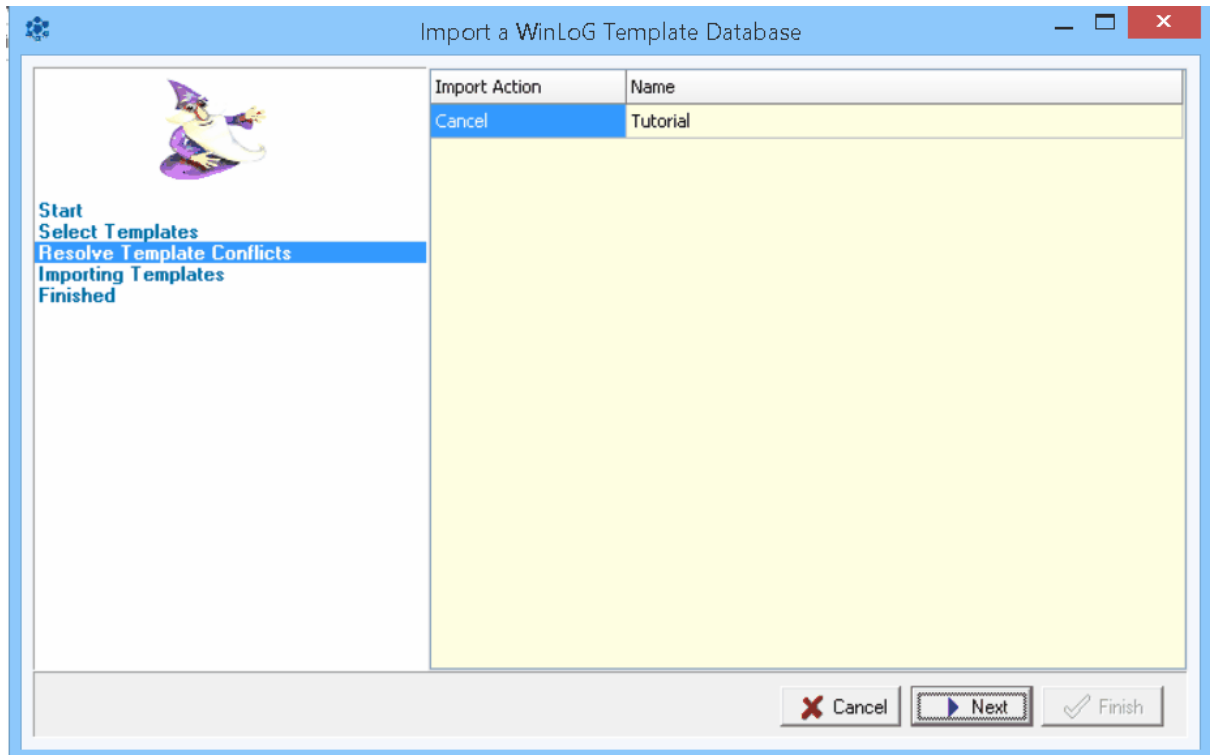 Import a WinLoG Template Database
Import Action Name
Cancel Tutorial
Start
Select Templates
Resolve Template Conflicts
Importing Templates
Finished
Cancel Next Finish